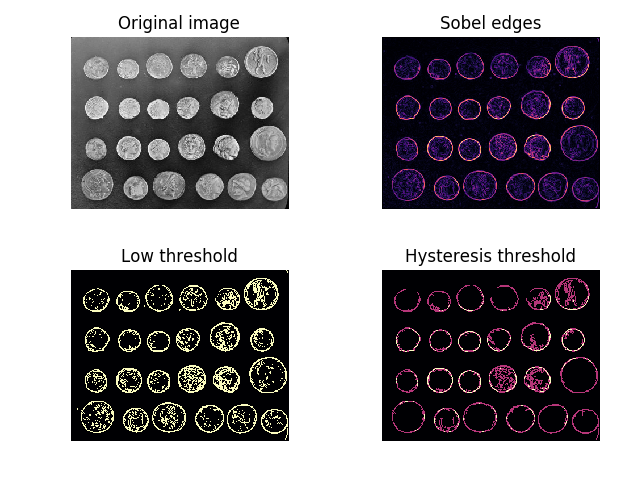 Original image
Sobel edges
Low threshold
Hysteresis threshold